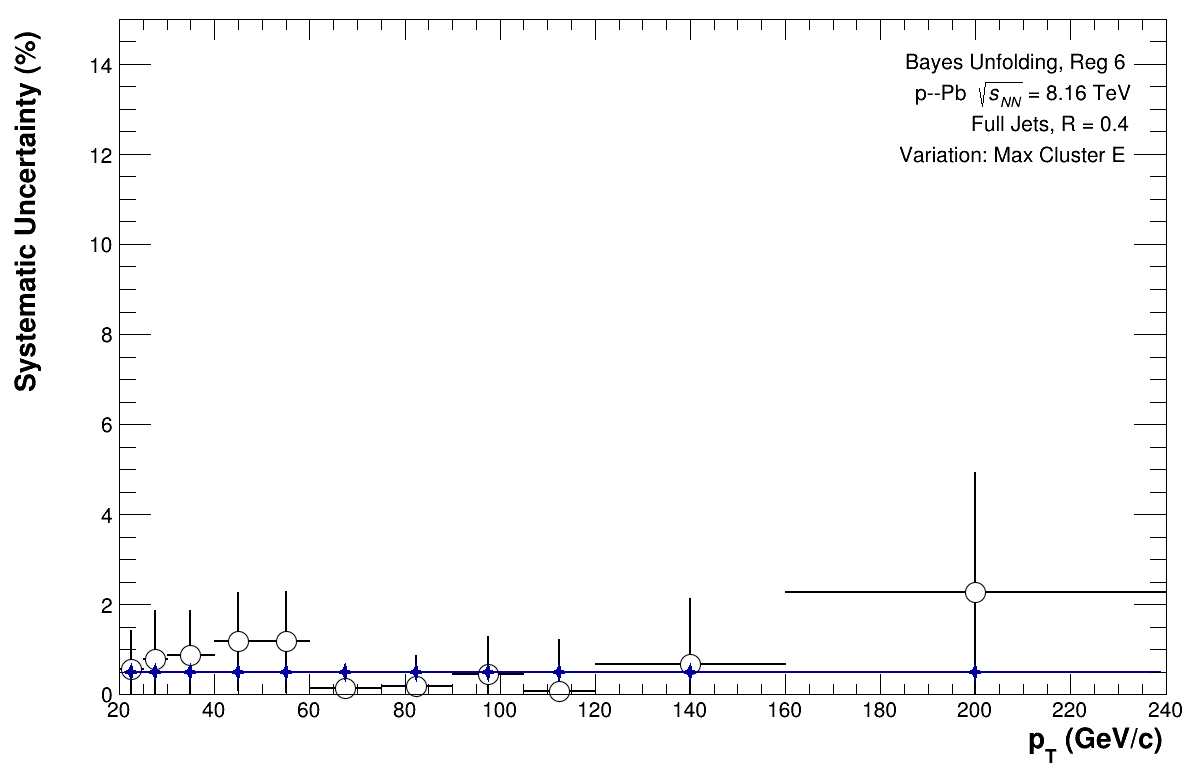 Systematic Uncertainty (%)
14
12
10
8
6
4
2
0
Bayes Unfolding, Reg 6
p--Pb √s_NN = 8.16 TeV
Full Jets, R = 0.4
Variation: Max Cluster E
20 40 60 80 100 120 140 160 180 200 220 240
p_T (GeV/c)